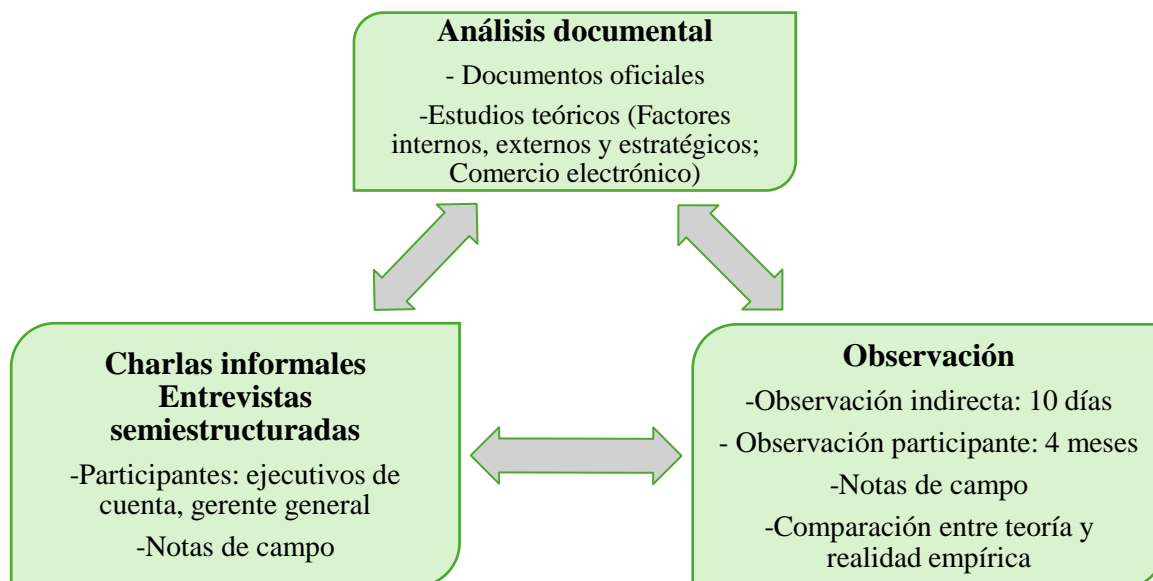 Análisis documental
- Documentos oficiales
-Estudios teóricos (Factores
internos, externos y estratégicos;
Comercio electrónico)
Charlas informales
Entrevistas
semiestructuradas
-Participantes: ejecutivos de
cuenta, gerente general
-Notas de campo
Observación
-Observación indirecta: 10 días
- Observación participante: 4 meses
-Notas de campo
-Comparación entre teoría y
realidad empírica